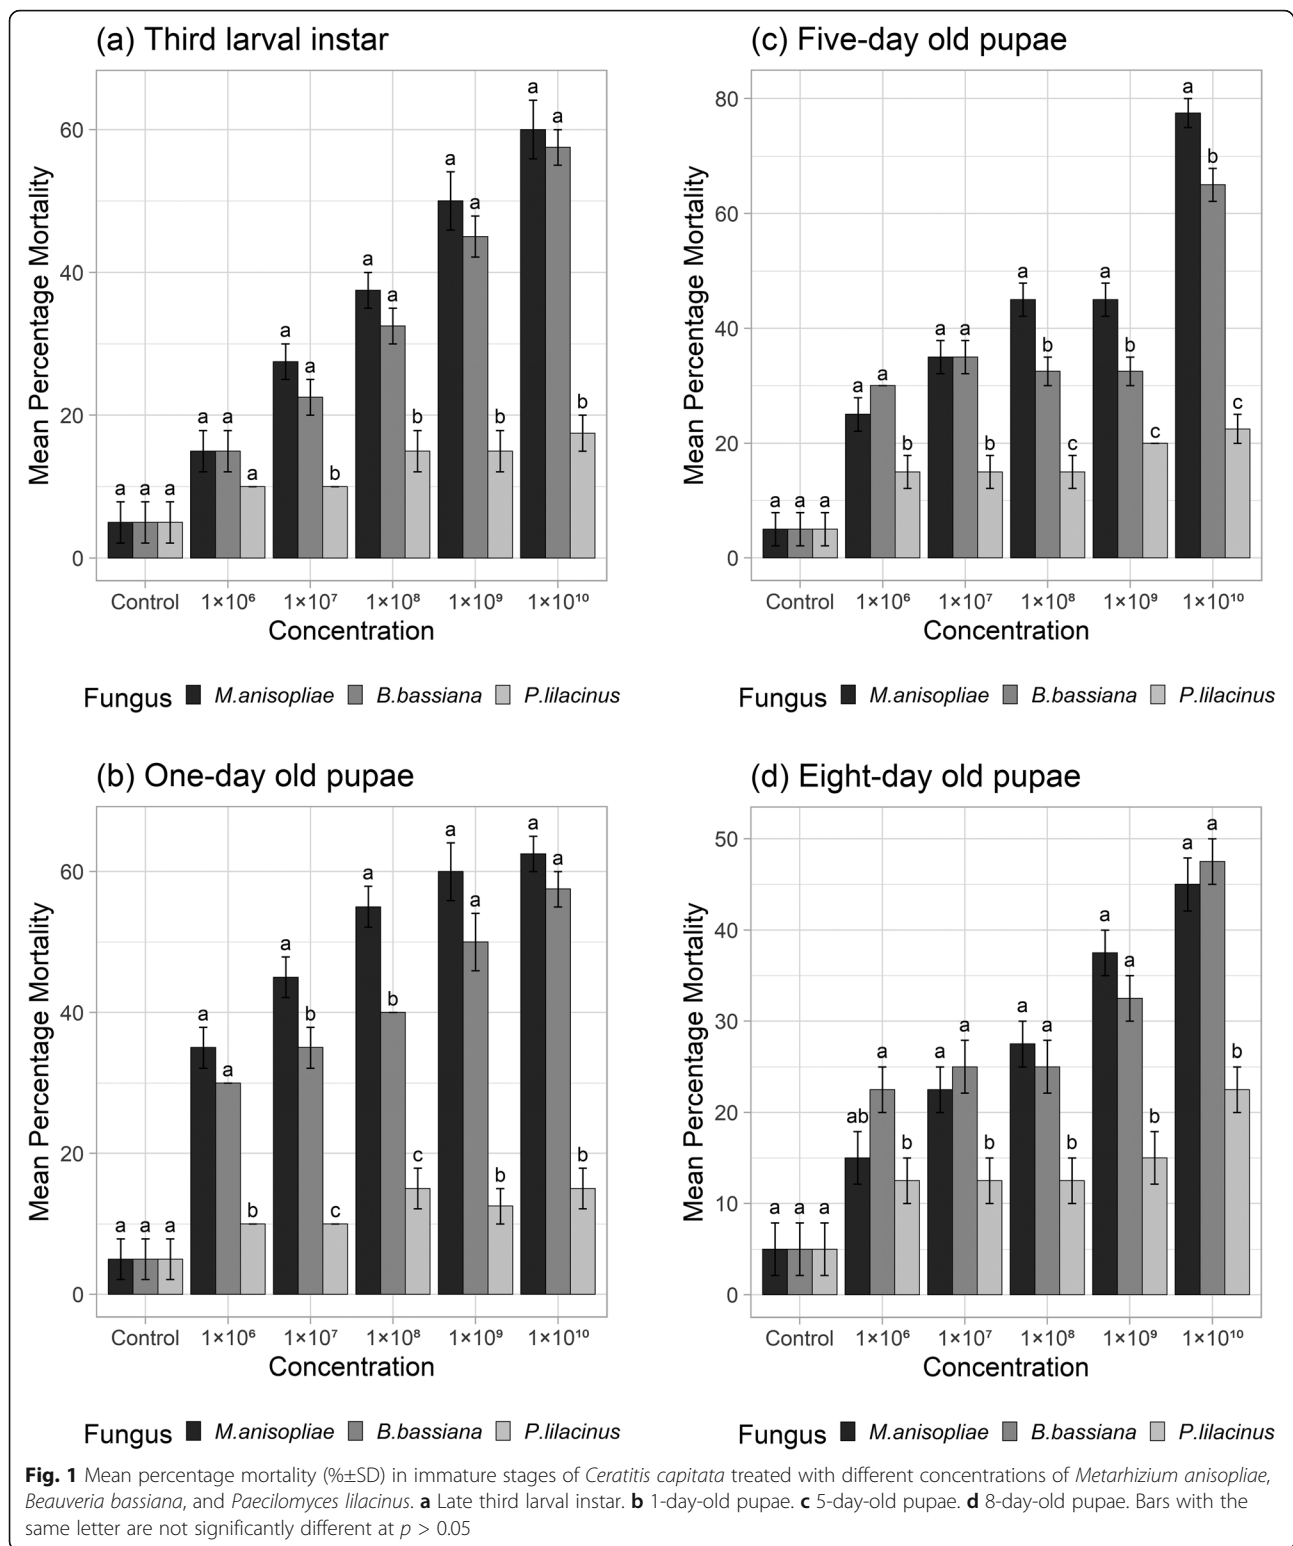 (a) Third larval instar
Mean Percentage Mortality
60
40
20
0
a a a
a a a
a a b
a a b
a a b
a a b
Control 1×10⁶ 1×10⁷ 1×10⁸ 1×10⁹ 1×10¹⁰
Concentration
Fungus M.anisopliae B.bassiana P.lilacinus
(c) Five-day old pupae
Mean Percentage Mortality
80
60
40
20
0
a a a
a a b
a a b
a b c
a b c
a b c
Control 1×10⁶ 1×10⁷ 1×10⁸ 1×10⁹ 1×10¹⁰
Concentration
Fungus M.anisopliae B.bassiana P.lilacinus
(b) One-day old pupae
Mean Percentage Mortality
60
40
20
0
a a a
a a b
a b c
a b c
a a b
a a b
Control 1×10⁶ 1×10⁷ 1×10⁸ 1×10⁹ 1×10¹⁰
Concentration
Fungus M.anisopliae B.bassiana P.lilacinus
(d) Eight-day old pupae
Mean Percentage Mortality
50
40
30
20
10
0
a a a
ab a b
a a b
a a b
a a b
a a b
Control 1×10⁶ 1×10⁷ 1×10⁸ 1×10⁹ 1×10¹⁰
Concentration
Fungus M.anisopliae B.bassiana P.lilacinus
Fig. 1 Mean percentage mortality (%±SD) in immature stages of Ceratitis capitata treated with different concentrations of Metarhizium anisopliae,
Beauveria bassiana, and Paecilomyces lilacinus. a Late third larval instar. b 1-day-old pupae. c 5-day-old pupae. d 8-day-old pupae. Bars with the
same letter are not significantly different at p > 0.05